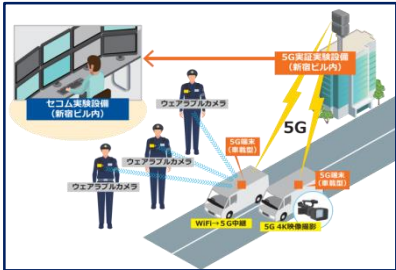 5G実証実験設備
(新宿ビル内)
セコム実験設備
(新宿ビル内)
ウェアラブルカメラ
ウェアラブルカメラ
ウェアラブルカメラ
5G
5G端末
(車載型)
5G端末
(車載型)
WiFi→5G中継
5G 4K映像撮影